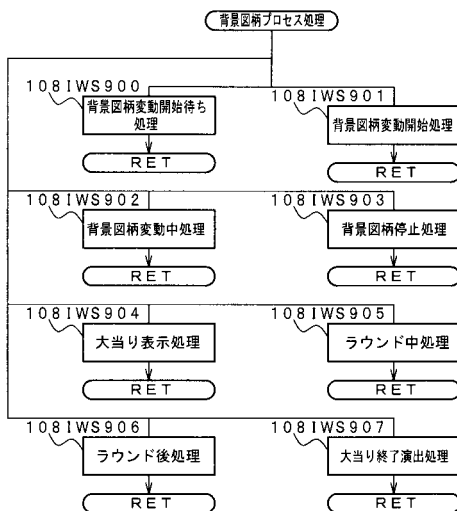 背景図柄プロセス処理
108IWS900
108IWS901
背景図柄変動開始待ち
処理
背景図柄変動開始処理
RET
RET
108IWS902
108IWS903
背景図柄変動中処理
背景図柄停止処理
RET
RET
108IWS904
108IWS905
大当り表示処理
ラウンド中処理
RET
RET
108IWS906
108IWS907
ラウンド後処理
大当り終了演出処理
RET
RET